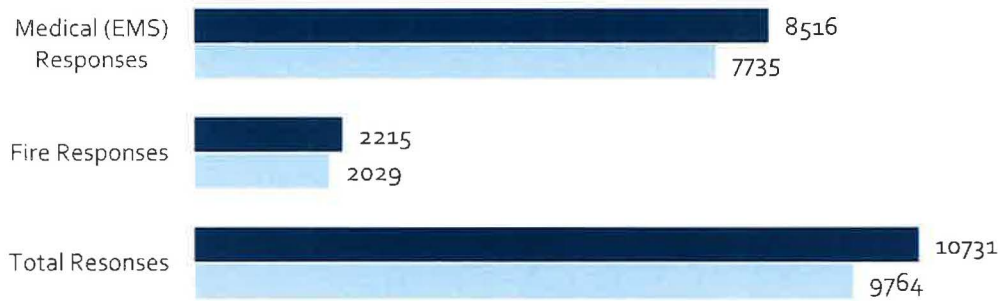 Medical (EMS)
Responses
8516
7735
Fire Responses
2215
2029
Total Resonses
10731
9764